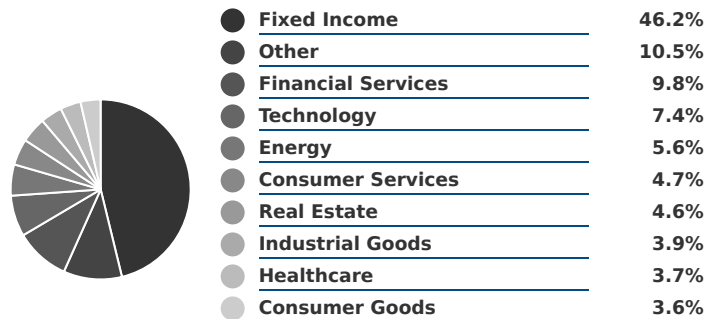 Fixed Income 46.2%
Other 10.5%
Financial Services 9.8%
Technology 7.4%
Energy 5.6%
Consumer Services 4.7%
Real Estate 4.6%
Industrial Goods 3.9%
Healthcare 3.7%
Consumer Goods 3.6%